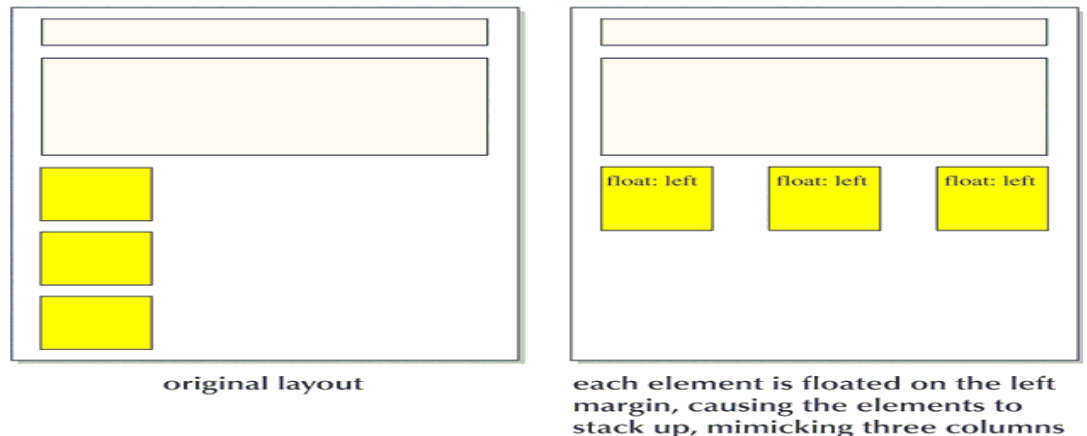 float: left
float: left
float: left
original layout
each element is floated on the left
margin, causing the elements to
stack up, mimicking three columns